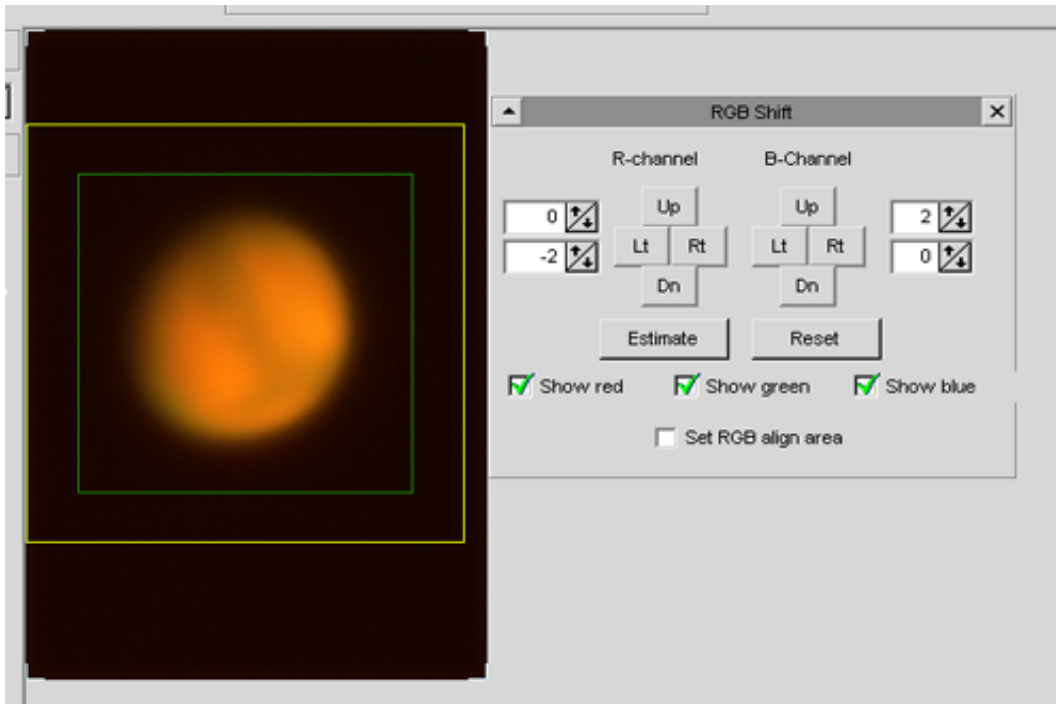 RGB Shift
R-channel B-Channel
Up Up
0 2
Lt Rt Lt Rt
-2 0
Dn Dn
Estimate Reset
Show red Show green Show blue
Set RGB align area